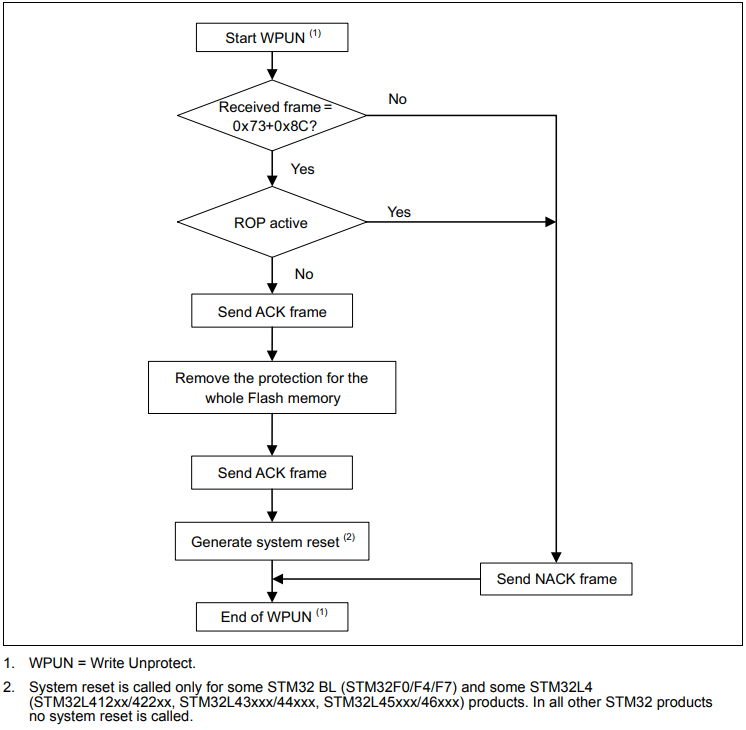 Start WPUN (1)
Received frame =
0x73+0x8C?
No
Yes
ROP active
Yes
No
Send ACK frame
Remove the protection for the
whole Flash memory
Send ACK frame
Generate system reset (2)
Send NACK frame
End of WPUN (1)
1. WPUN = Write Unprotect.
2. System reset is called only for some STM32 BL (STM32F0/F4/F7) and some STM32L4
(STM32L412xx/422xx, STM32L43xxx/44xxx, STM32L45xxx/46xxx) products. In all other STM32 products
no system reset is called.